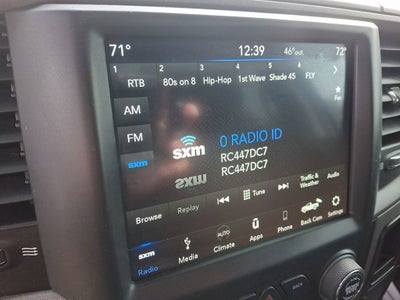 71° 12:39 46°out 72°
1 2 3 4 5 6
RTB 80s on 8 Hip-Hop 1st Wave Shade 45 FLY
AM
FM
sxm
Fav
sxm
0 RADIO ID
RC447DC7
RC447DC7
Browse Replay Tune Traffic & Weather Audio
sxm
Radio Media AUTO Climate Apps Phone Back Cam Settings
BACK